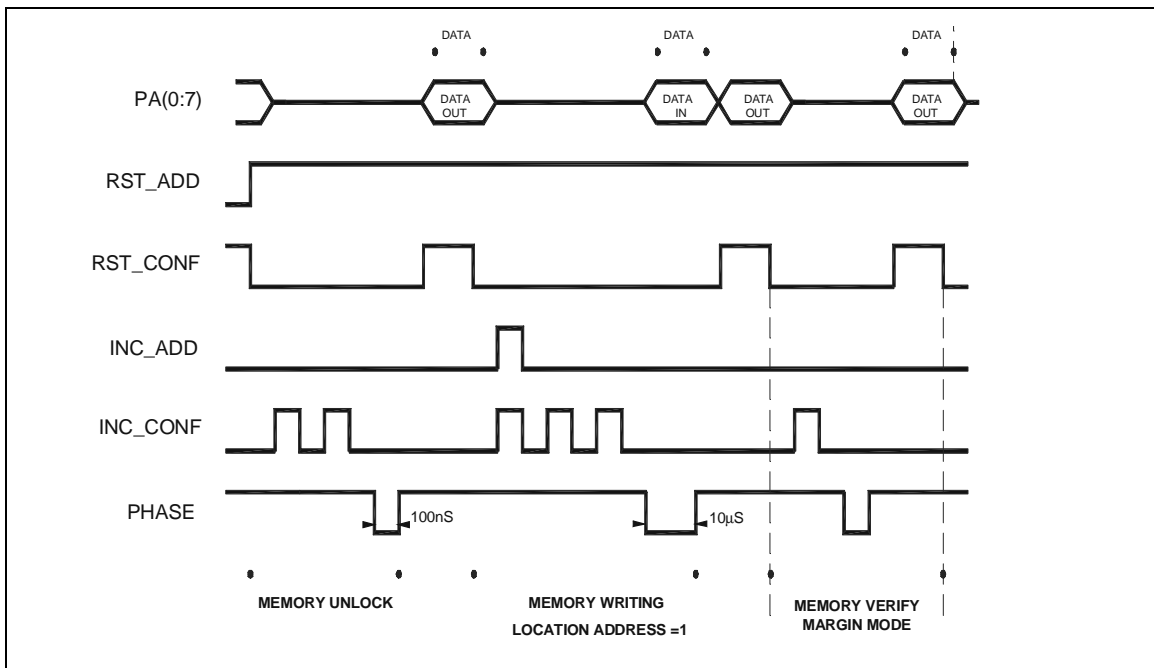 DATA DATA DATA
PA(0:7)
DATA DATA DATA DATA
OUT IN OUT OUT
RST_ADD
RST_CONF
INC_ADD
INC_CONF
PHASE
100nS 10µS
MEMORY UNLOCK MEMORY WRITING MEMORY VERIFY
LOCATION ADDRESS =1 MARGIN MODE